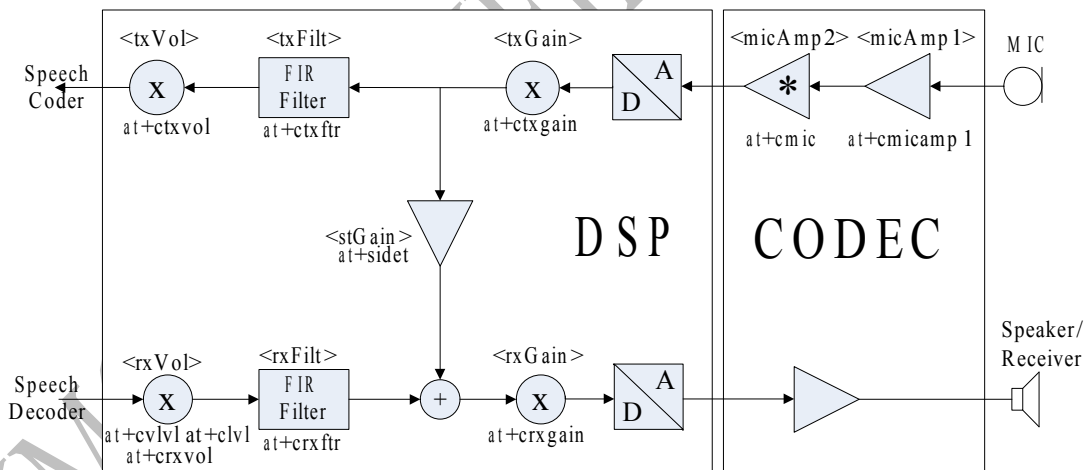 <txVol>
<txFilt>
<txGain>
<micAmp2>
<micAmp1>
MIC
Speech
Coder
X
FIR
Filter
X
A
D
*
at+ctxvol
at+ctxftr
at+ctxgain
at+cmic
at+cmicamp1
<stGain>
at+sidet
DSP
CODEC
Speaker/
Receiver
<rxVol>
<rxFilt>
<rxGain>
Speech
Decoder
X
FIR
Filter
+
X
A
D
at+cvlvl at+clvl
at+crxvol
at+crxftr
at+crxgain